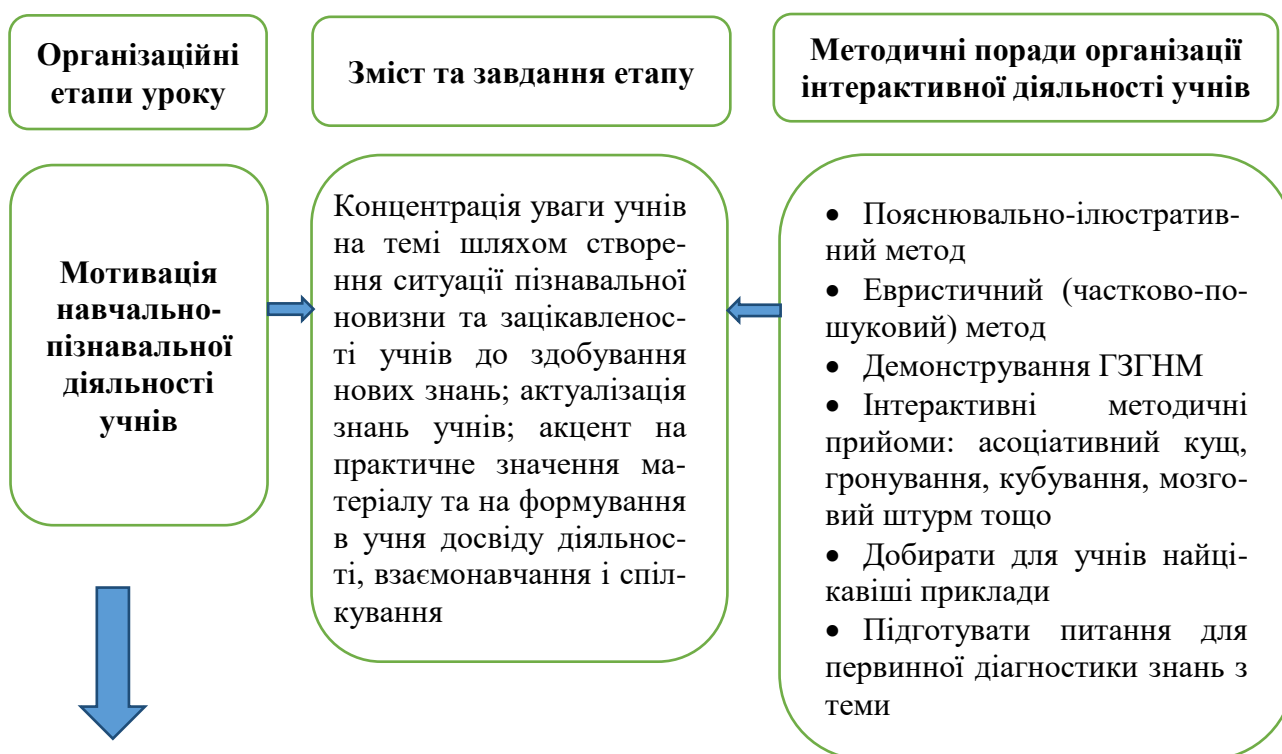 Організаційні
етапи уроку
Зміст та завдання етапу
Методичні поради організації
інтерактивної діяльності учнів
Мотивація
навчально-
пізнавальної
діяльності
учнів
Концентрація уваги учнів
на темі шляхом створе-
ння ситуації пізнавальної
новизни та зацікавленос-
ті учнів до здобування
нових знань; актуалізація
знань учнів; акцент на
практичне значення ма-
теріалу та на формування
в учня досвіду діяльнос-
ті, взаємонавчання і спіл-
кування
• Пояснювально-ілюстратив-
ний метод
• Евристичний (частково-по-
шуковий) метод
• Демонстрування ГЗГНМ
• Інтерактивні методичні
прийоми: асоціативний кущ,
гронування, кубування, мозго-
вий штурм тощо
• Добирати для учнів найці-
кавіші приклади
• Підготувати питання для
первинної діагностики знань з
теми